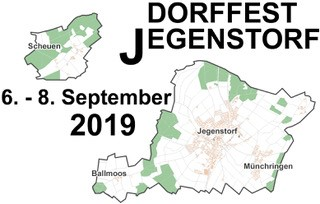 DORFFEST
JEGENSTORF
Scheuen
6. - 8. September
2019
Jegenstorf
Münchringen
Ballmoos